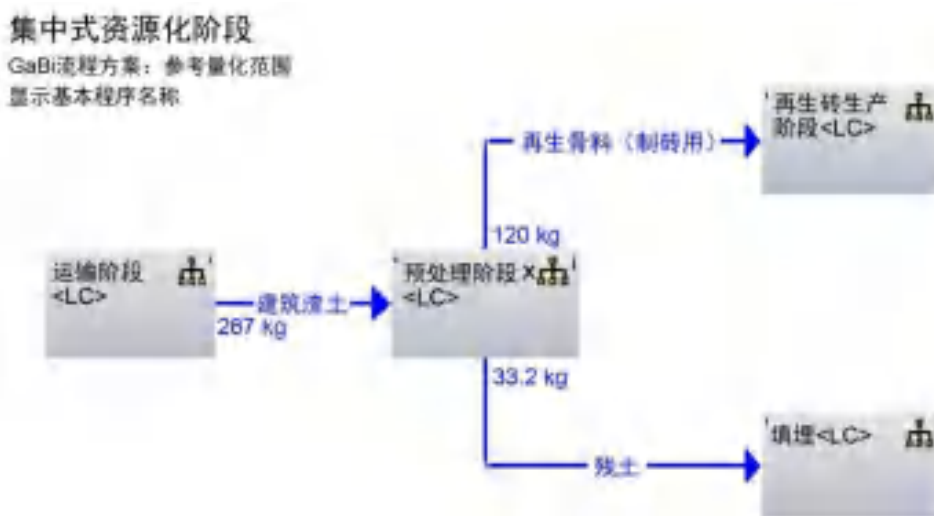 集中式资源化阶段
GaBi流程方案：参考量化范围
显示基本程序名称
再生砖生产
阶段<LC>
再生骨料（制砖用）
120 kg
运输阶段
<LC>
建筑渣土
267 kg
预处理阶段
<LC>
33.2 kg
残土
填埋<LC>